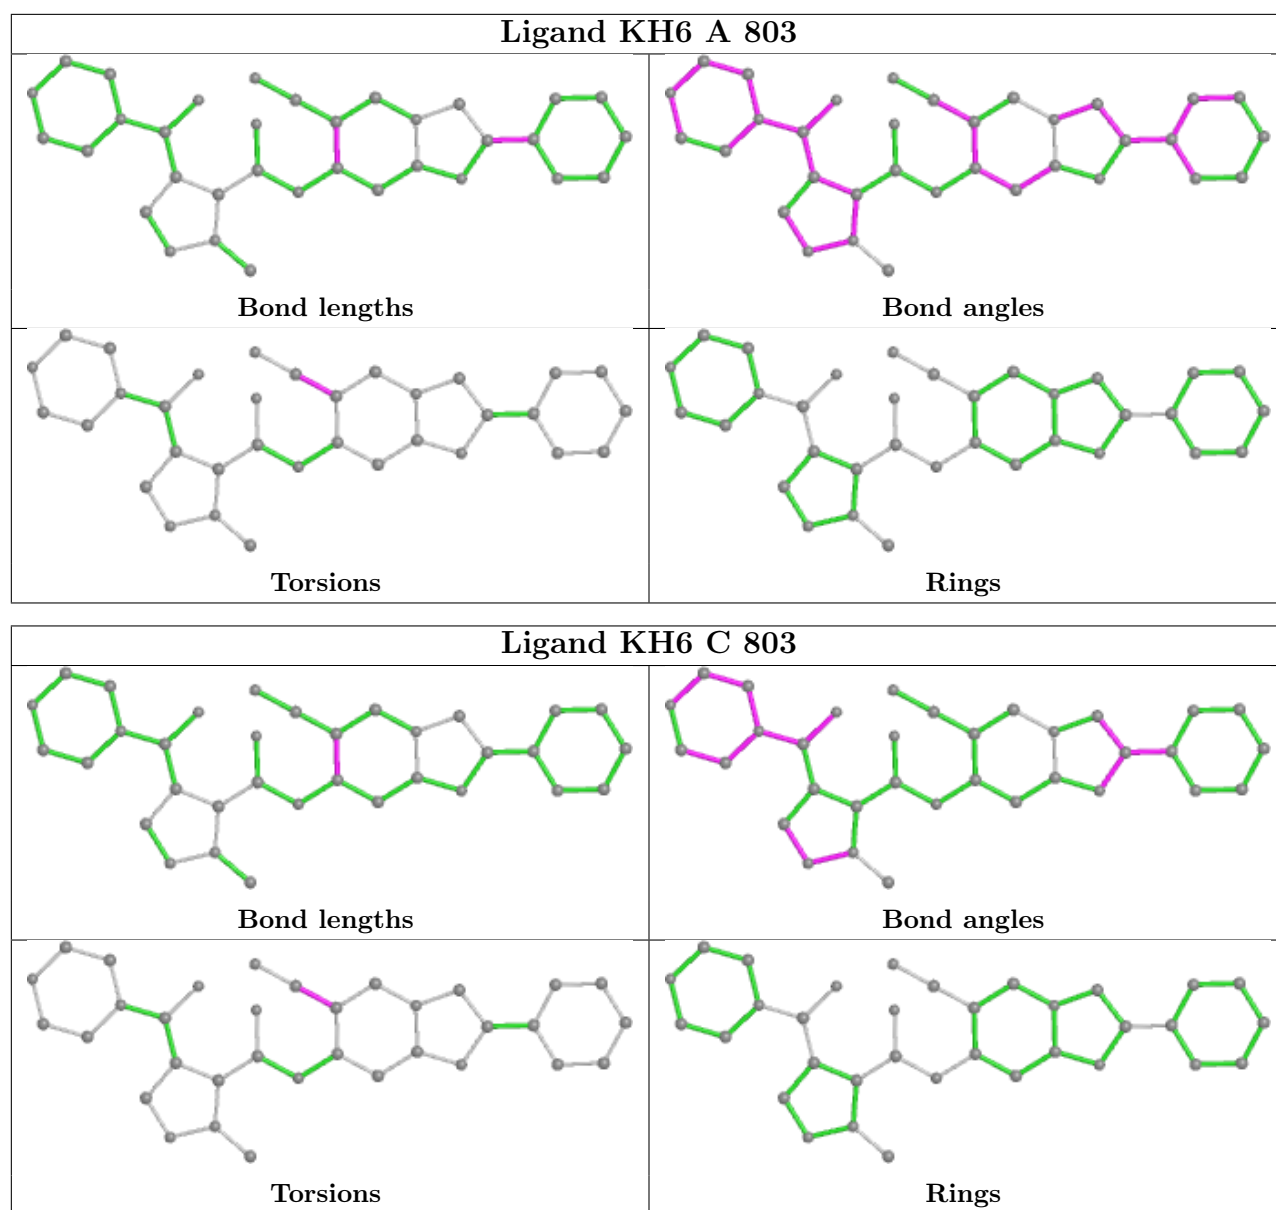 Ligand KH6 A 803
Bond lengths
Bond angles
Torsions
Rings
Ligand KH6 C 803
Bond lengths
Bond angles
Torsions
Rings